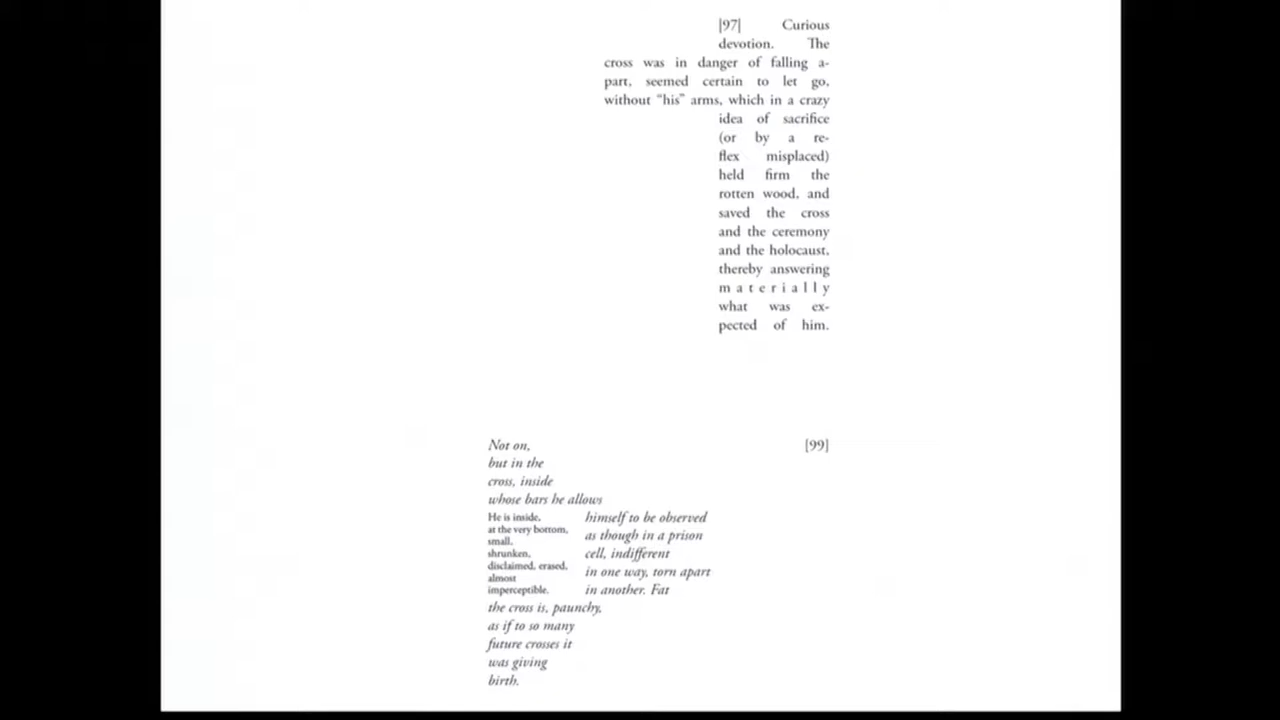 |97| Curious
devotion. The
cross was in danger of falling a-
part, seemed certain to let go,
without “his” arms, which in a crazy
idea of sacrifice
(or by a re-
flex misplaced)
held firm the
rotten wood, and
saved the cross
and the ceremony
and the holocaust,
thereby answering
materially
what was ex-
pected of him.
[99]
Not on,
but in the
cross, inside
whose bars he allows
himself to be observed
as though in a prison
cell, indifferent
in one way, torn apart
in another. Fat
the cross is, paunchy,
as if to so many
future crosses it
was giving
birth.
He is inside,
at the very bottom,
small,
shrunken,
disclaimed, erased,
almost
imperceptible.